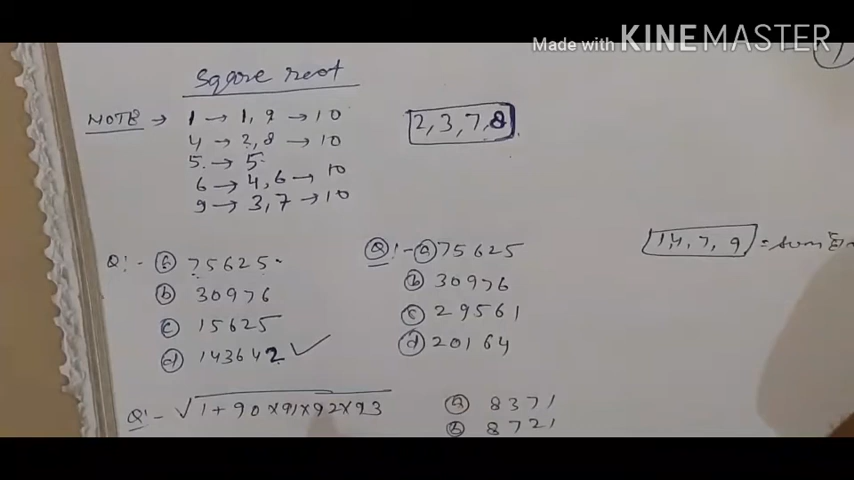 Made with KINEMASTER
Sqore root
NOTE → 1 → 1, 9 → 10
4 → 2, 8 → 10
5. → 5
6 → 4, 6 → 10
9 → 3, 7 → 10
2, 3, 7, 8
1, 4, 7, 9 = sum
Q! - (a) 75625
(b) 30976
(c) 15625
(d) 143642 ✓
Q! - (a) 75625
(b) 30976
(c) 29561
(d) 20164
Q! - √1+90×91×92×93
(a) 8371
(b) 8721